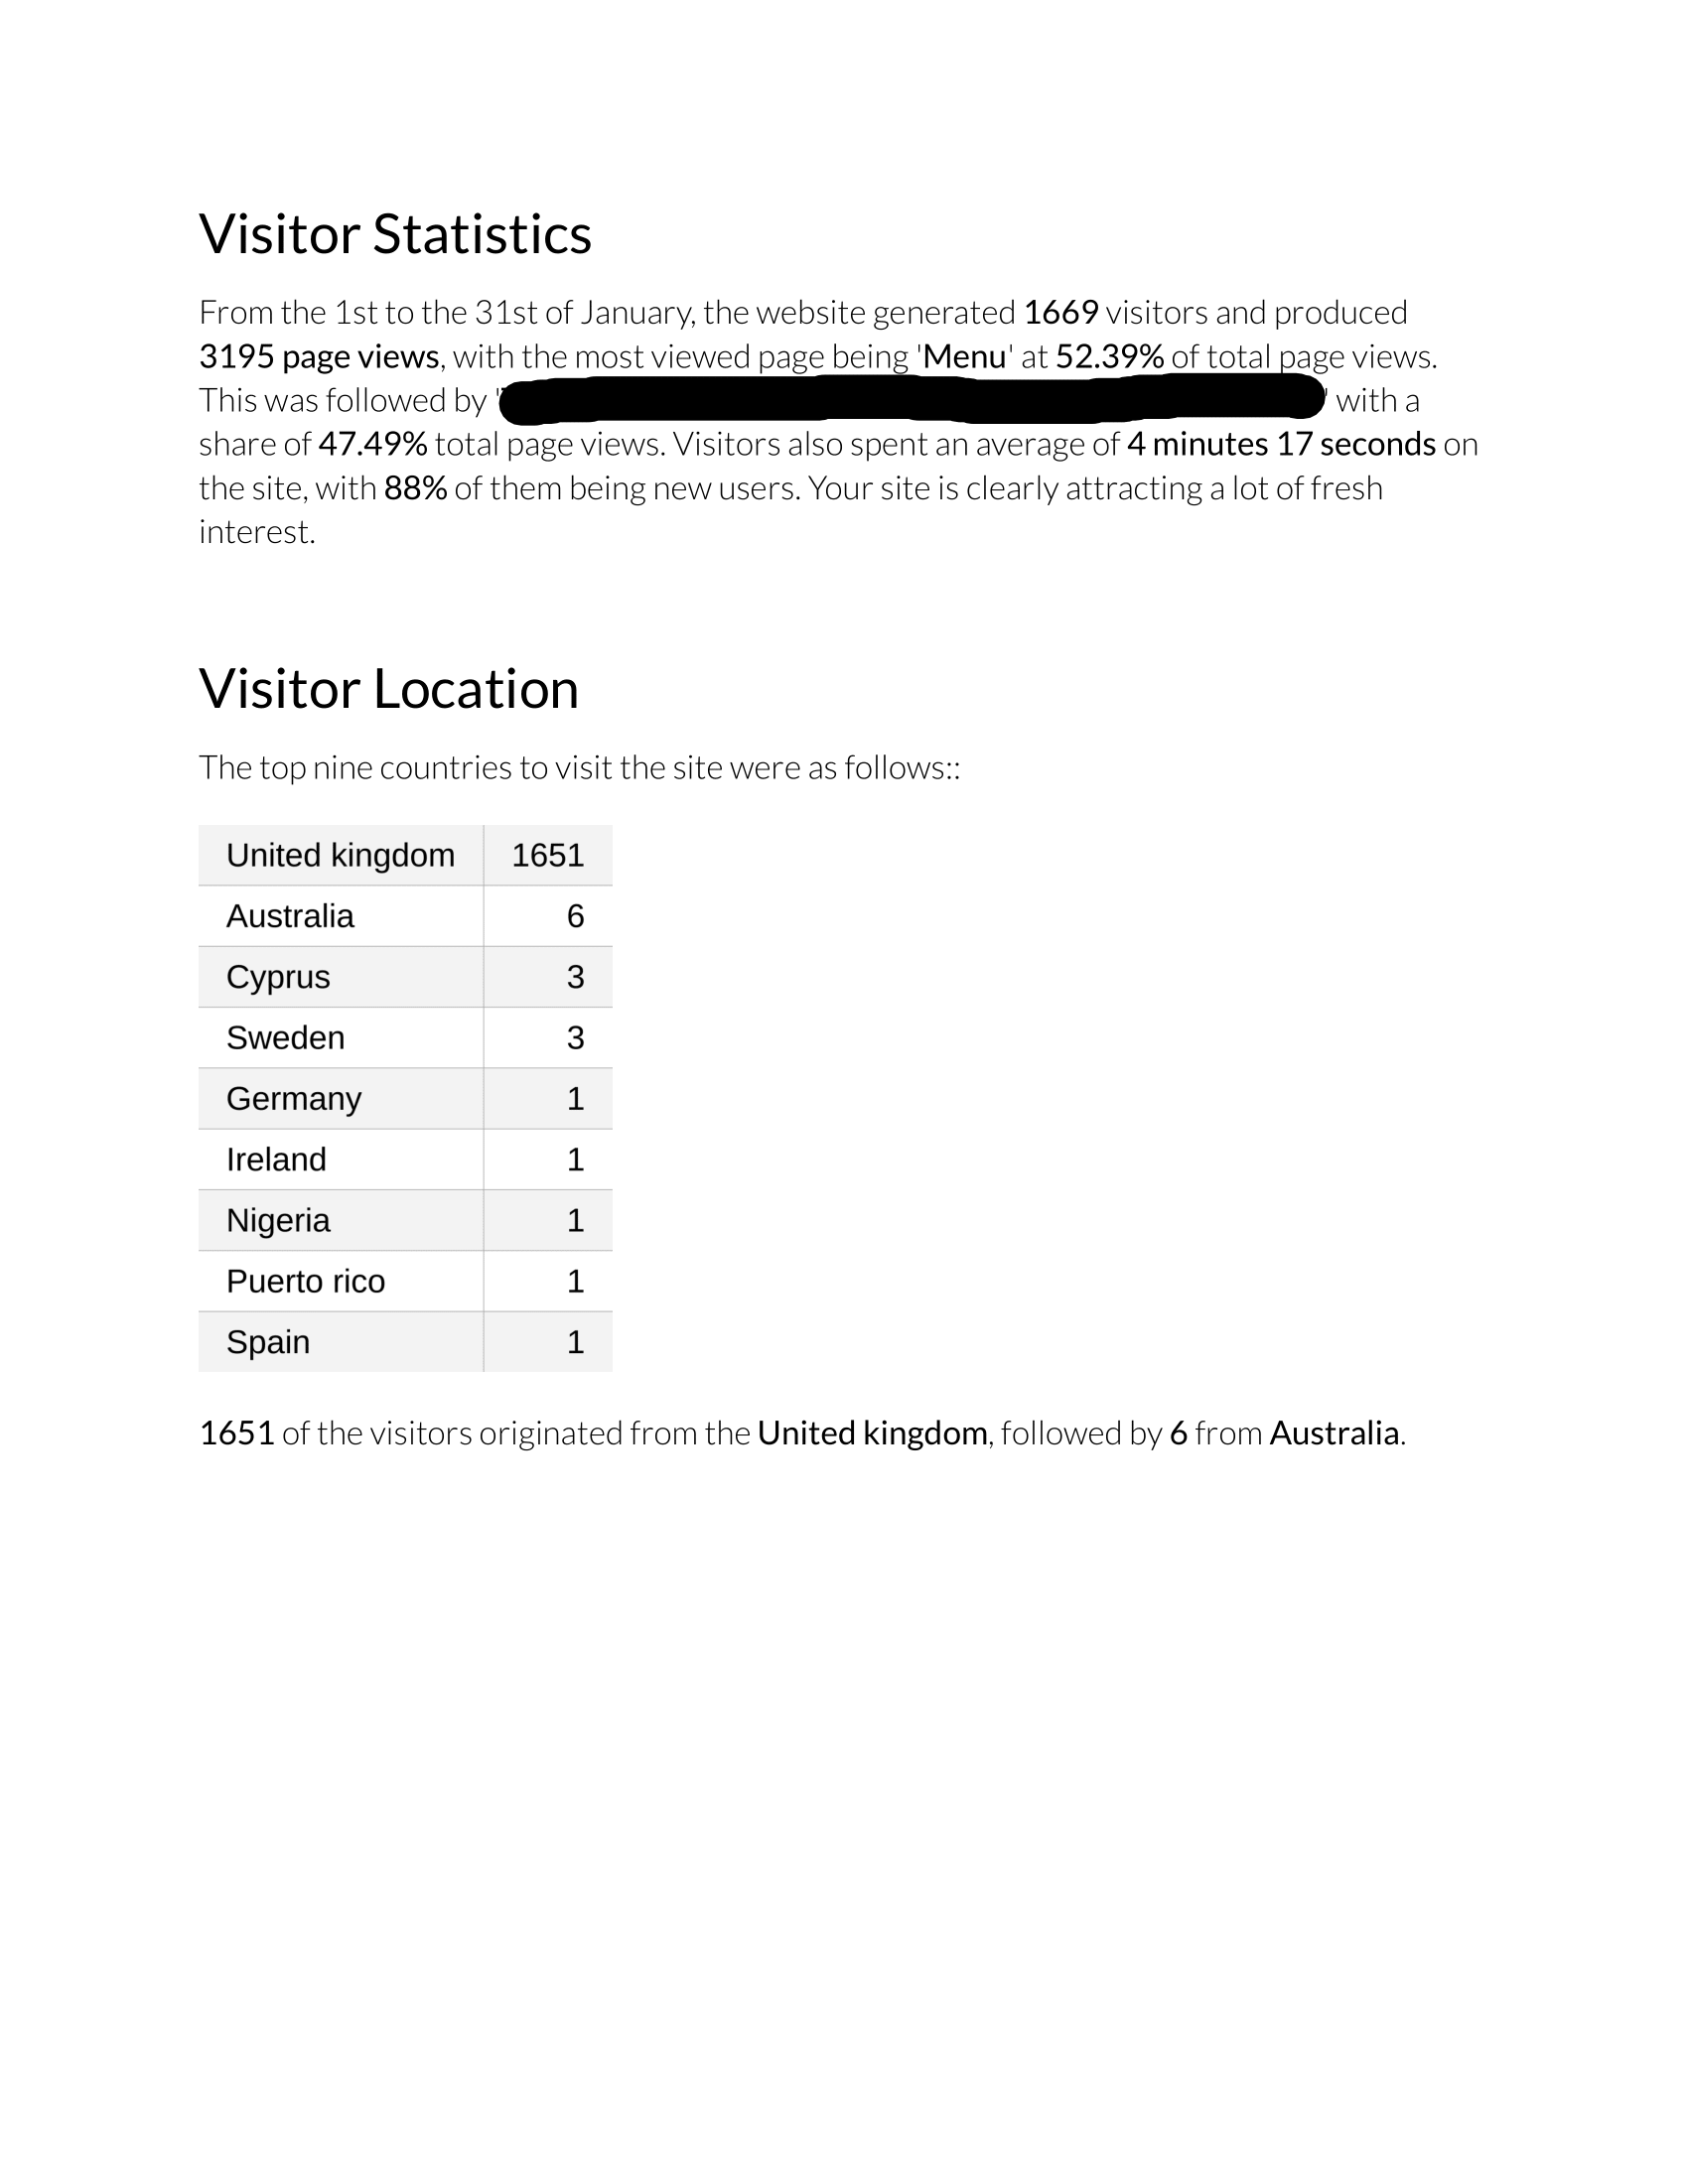 Visitor Statistics
From the 1st to the 31st of January, the website generated 1669 visitors and produced
3195 page views, with the most viewed page being 'Menu' at 52.39% of total page views.
This was followed by ' ' with a
share of 47.49% total page views. Visitors also spent an average of 4 minutes 17 seconds on
the site, with 88% of them being new users. Your site is clearly attracting a lot of fresh
interest.
Visitor Location
The top nine countries to visit the site were as follows::
United kingdom 1651
Australia 6
Cyprus 3
Sweden 3
Germany 1
Ireland 1
Nigeria 1
Puerto rico 1
Spain 1
1651 of the visitors originated from the United kingdom, followed by 6 from Australia.